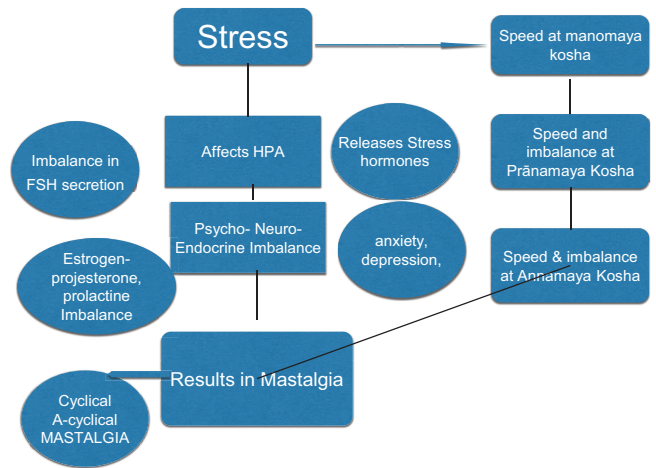 Stress
Speed at manomaya
kosha
Imbalance in
FSH secretion
Affects HPA
Releases Stress
hormones
Speed and
imbalance at
Prānamaya Kosha
Psycho- Neuro-
Endocrine Imbalance
anxiety,
depression,
Speed & imbalance
at Annamaya Kosha
Estrogen-
projesterone,
prolactine
Imbalance
Results in Mastalgia
Cyclical
A-cyclical
MASTALGIA